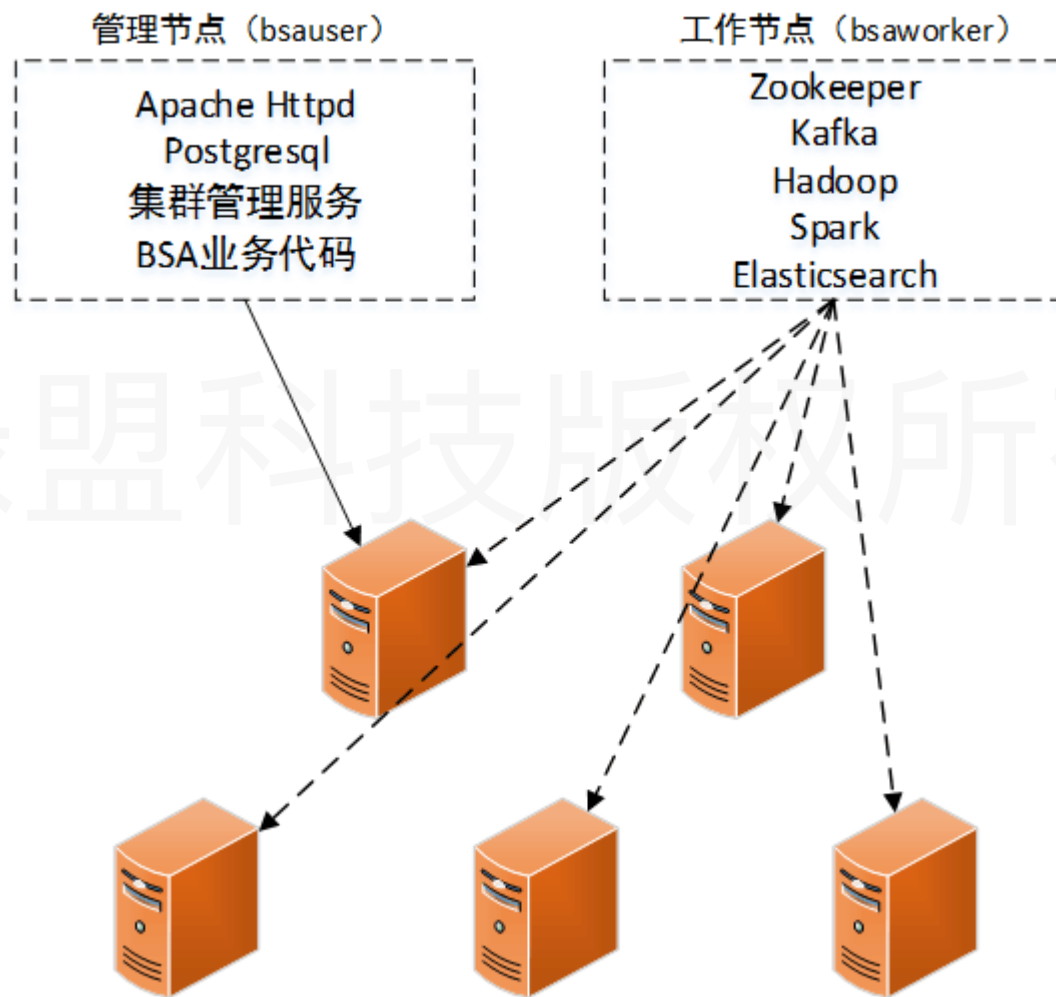 管理节点（bsauser）
Apache Httpd
Postgresql
集群管理服务
BSA业务代码
工作节点（bsaworker）
Zookeeper
Kafka
Hadoop
Spark
Elasticsearch
盟科技版权所